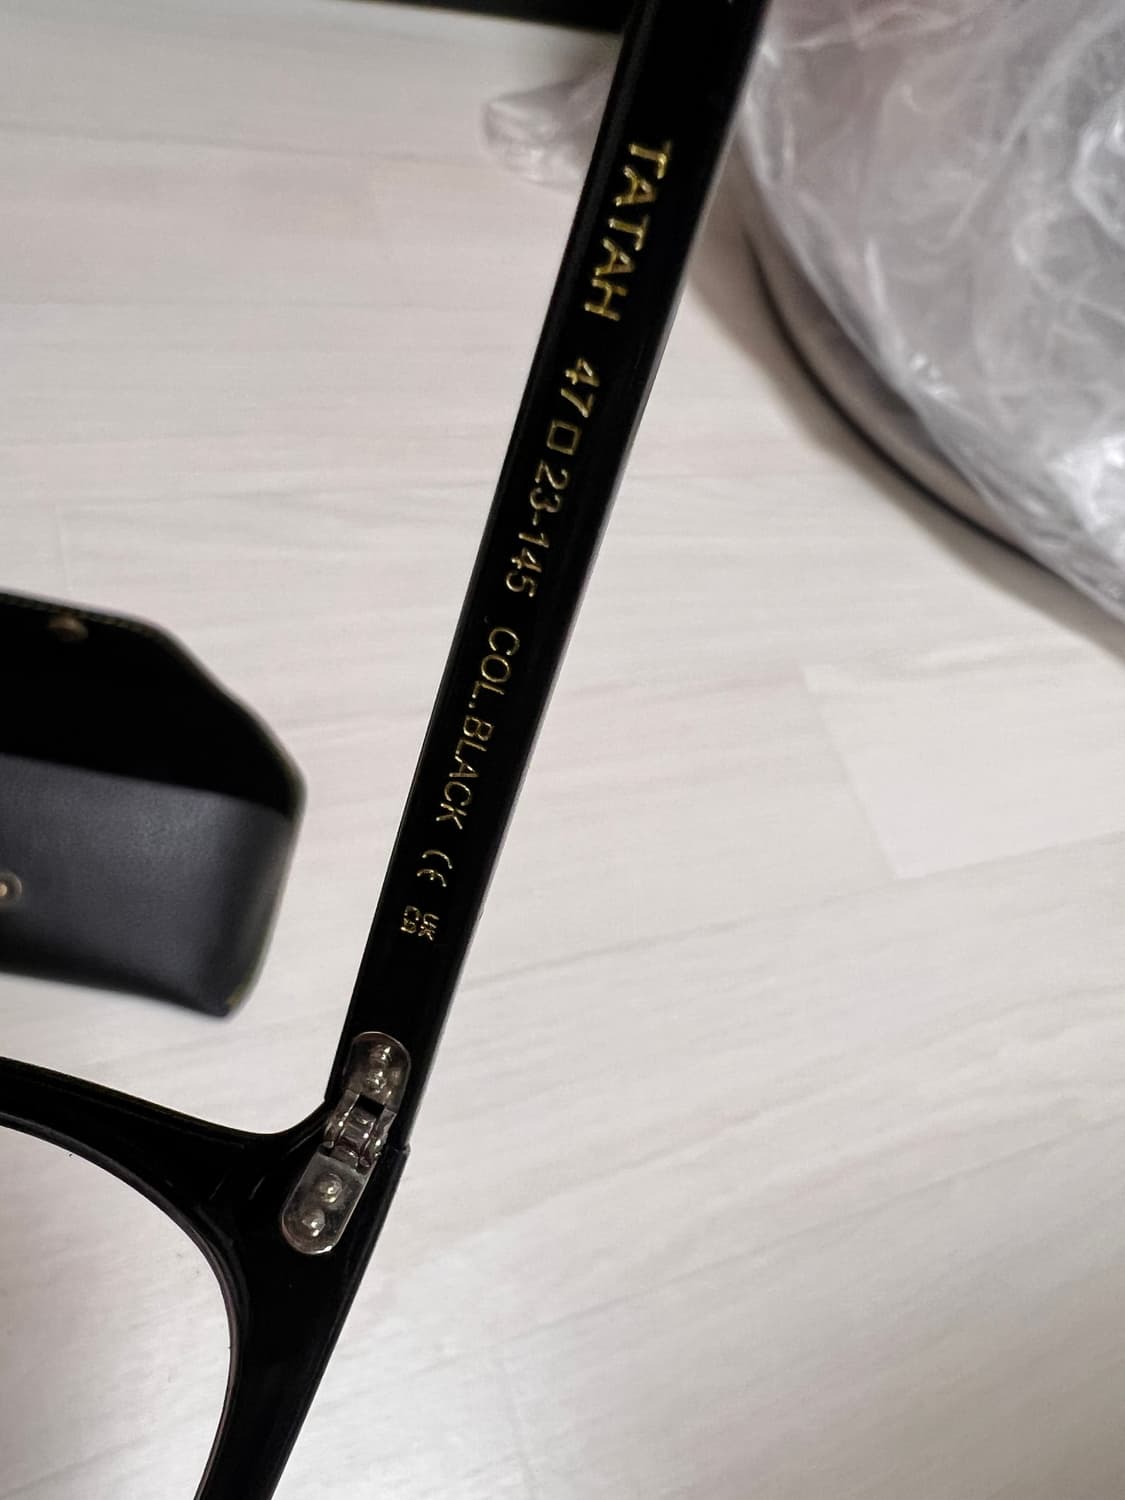 TATAH 47□23-145 COL.BLACK CE UK
CA